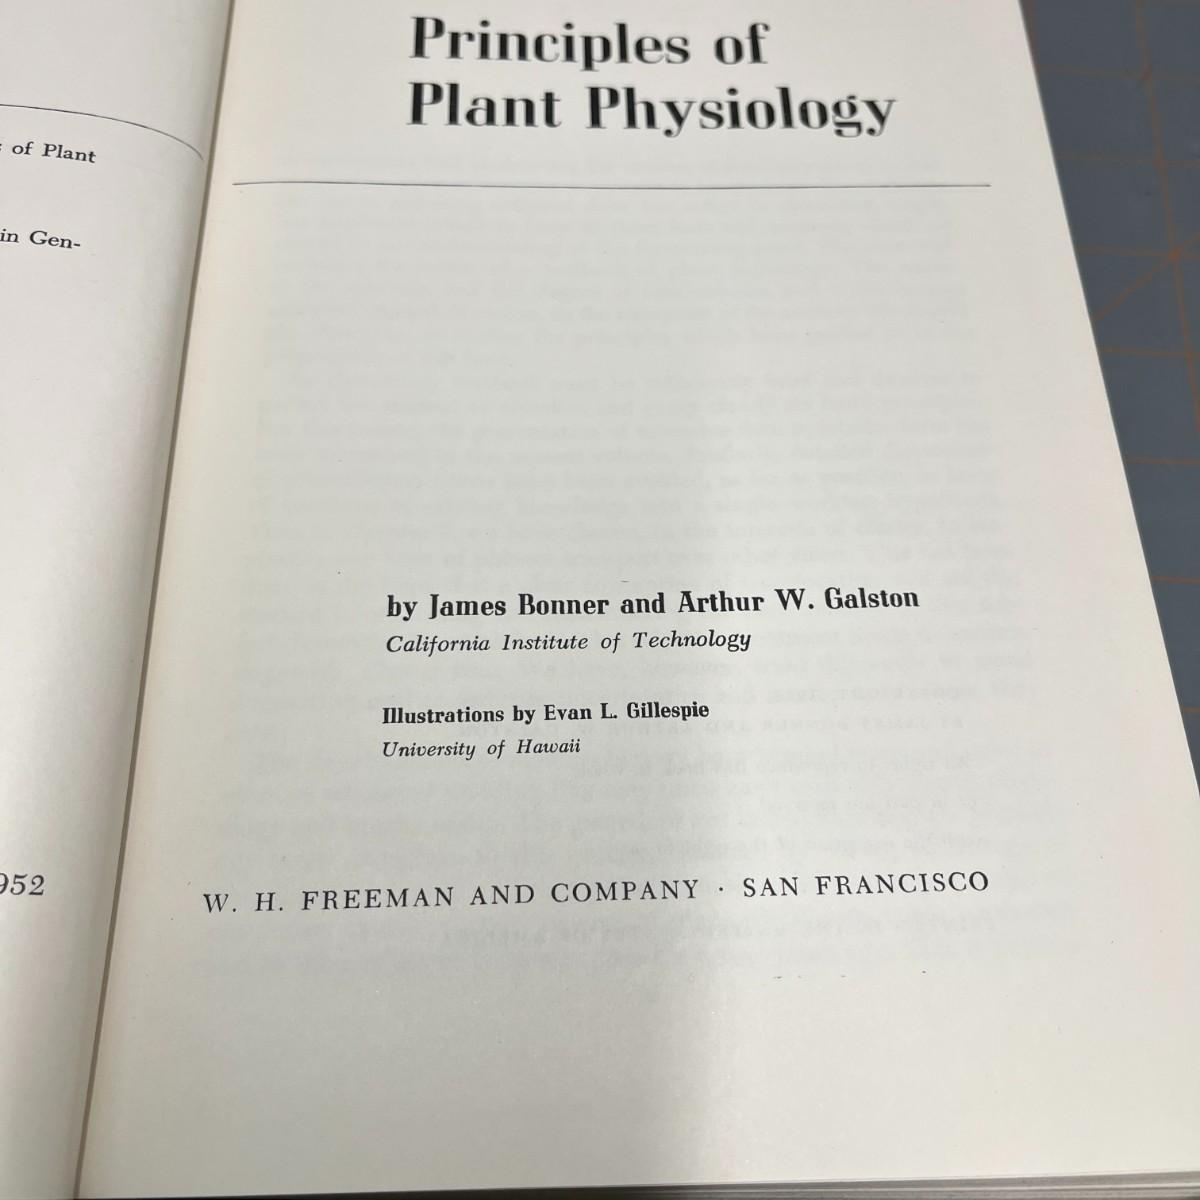 of Plant
in Gen-
952
Principles of
Plant Physiology
by James Bonner and Arthur W. Galston
California Institute of Technology
Illustrations by Evan L. Gillespie
University of Hawaii
W. H. FREEMAN AND COMPANY · SAN FRANCISCO